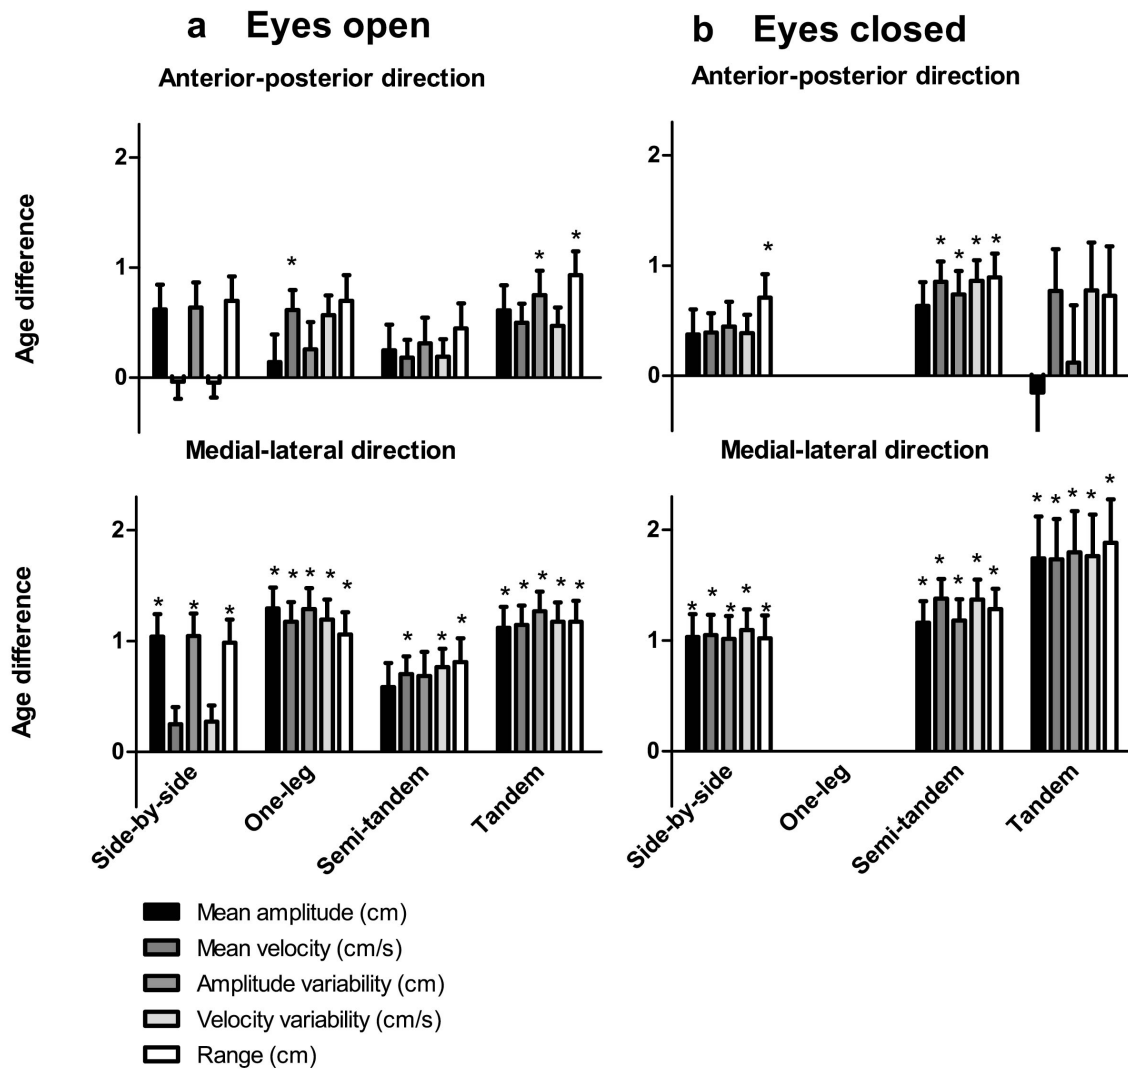 a Eyes open
Anterior-posterior direction
Age difference
2
1
0
* * *
Medial-lateral direction
Age difference
2
1
0
* * * * * * * * * * * * * * * *
Side-by-side
One-leg
Semi-tandem
Tandem
b Eyes closed
Anterior-posterior direction
2
1
0
* * * * *
Medial-lateral direction
2
1
0
* * * * * * * * * * * * * * *
Side-by-side
One-leg
Semi-tandem
Tandem
Mean amplitude (cm)
Mean velocity (cm/s)
Amplitude variability (cm)
Velocity variability (cm/s)
Range (cm)